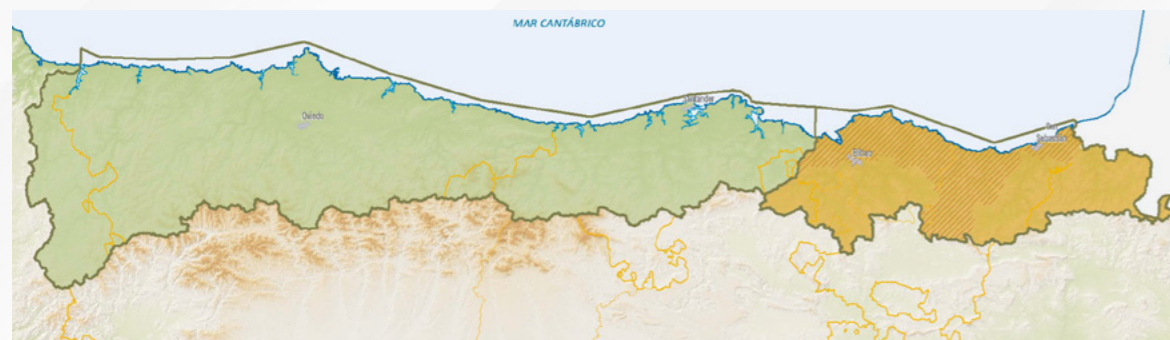 MAR CANTÁBRICO
Santander
Oviedo
San
Sebastián
Bilbao